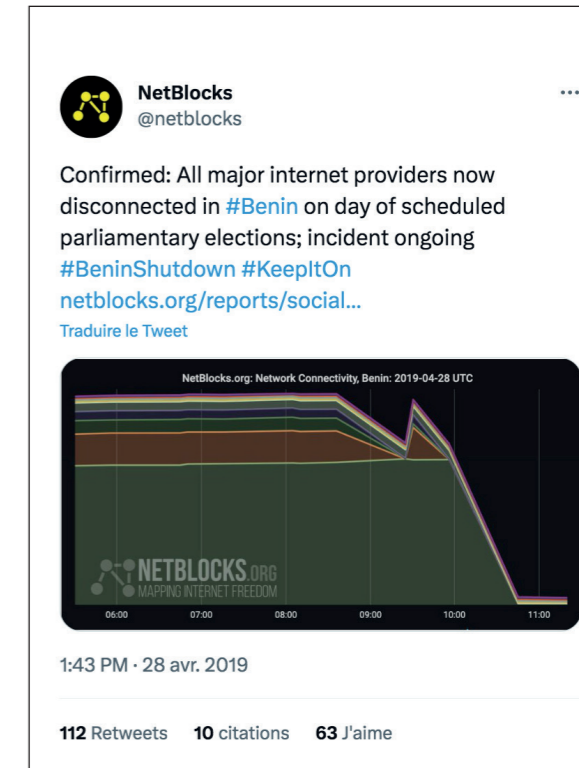 NetBlocks
@netblocks
Confirmed: All major internet providers now
disconnected in #Benin on day of scheduled
parliamentary elections; incident ongoing
#BeninShutdown #KeepItOn
netblocks.org/reports/social...
Traduire le Tweet
NetBlocks.org: Network Connectivity, Benin: 2019-04-28 UTC
NETBLOCKS.ORG
MAPPING INTERNET FREEDOM
06:00 07:00 08:00 09:00 10:00 11:00
1:43 PM · 28 avr. 2019
112 Retweets 10 citations 63 J'aime